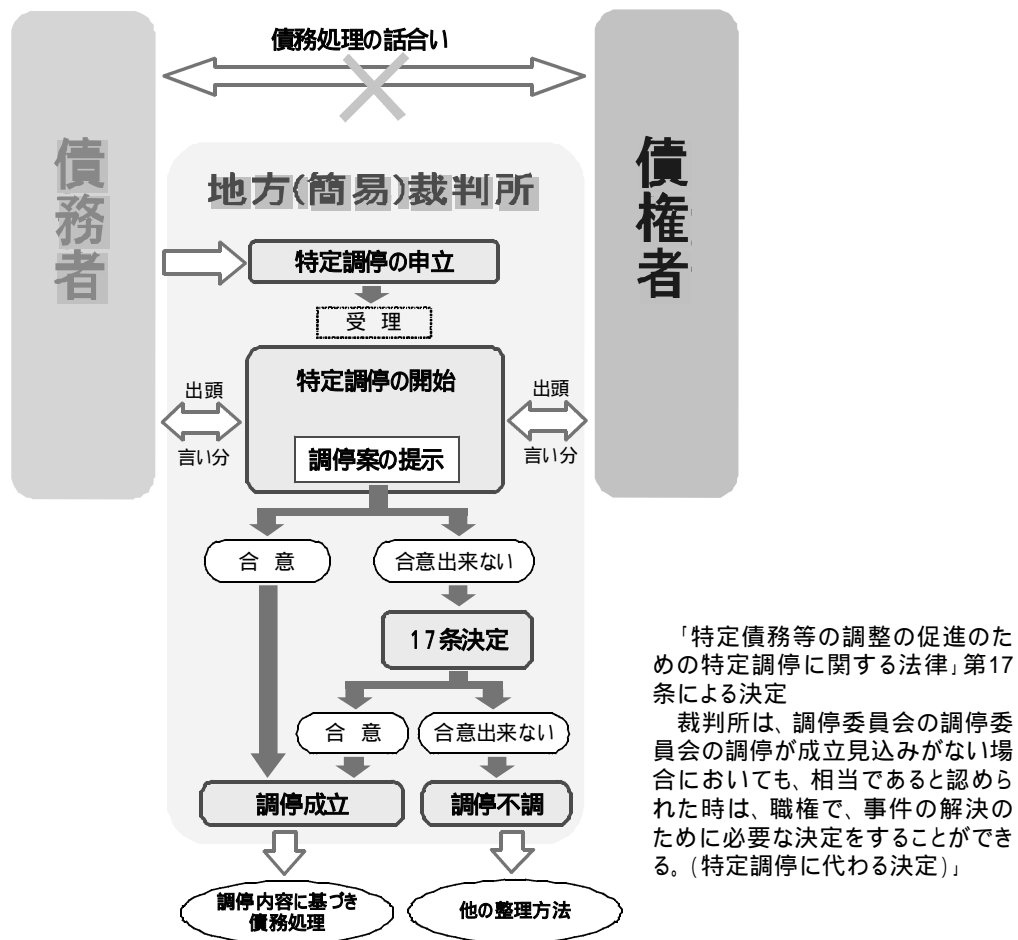 債務処理の話合い
債務者
債権者
地方(簡易)裁判所
特定調停の申立
受 理
特定調停の開始
出頭
言い分
出頭
言い分
調停案の提示
合 意
合意出来ない
17条決定
合 意
合意出来ない
調停成立
調停不調
調停内容に基づき
債務処理
他の整理方法
「特定債務等の調整の促進のた
めの特定調停に関する法律」第17
条による決定
裁判所は、調停委員会の調停委
員会の調停が成立見込みがない場
合においても、相当であると認めら
れた時は、職権で、事件の解決の
ために必要な決定をすることができ
る。(特定調停に代わる決定)」